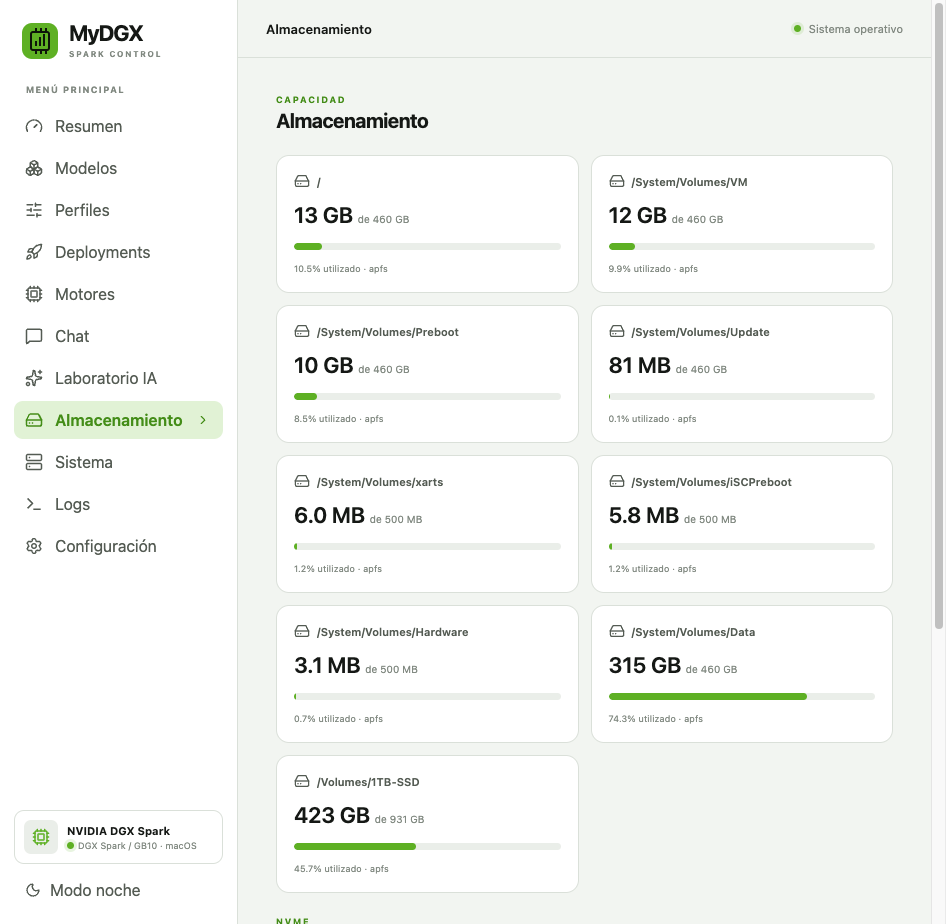 MyDGX
SPARK CONTROL
MENÚ PRINCIPAL
Resumen
Modelos
Perfiles
Deployments
Motores
Chat
Laboratorio IA
Almacenamiento
Sistema
Logs
Configuración
NVIDIA DGX Spark
DGX Spark / GB10 · macOS
Modo noche
Almacenamiento
Sistema operativo
CAPACIDAD
Almacenamiento
/
13 GB de 460 GB
10.5% utilizado · apfs
/System/Volumes/VM
12 GB de 460 GB
9.9% utilizado · apfs
/System/Volumes/Preboot
10 GB de 460 GB
8.5% utilizado · apfs
/System/Volumes/Update
81 MB de 460 GB
0.1% utilizado · apfs
/System/Volumes/xarts
6.0 MB de 500 MB
1.2% utilizado · apfs
/System/Volumes/iSCPreboot
5.8 MB de 500 MB
1.2% utilizado · apfs
/System/Volumes/Hardware
3.1 MB de 500 MB
0.7% utilizado · apfs
/System/Volumes/Data
315 GB de 460 GB
74.3% utilizado · apfs
/Volumes/1TB-SSD
423 GB de 931 GB
45.7% utilizado · apfs
NVME